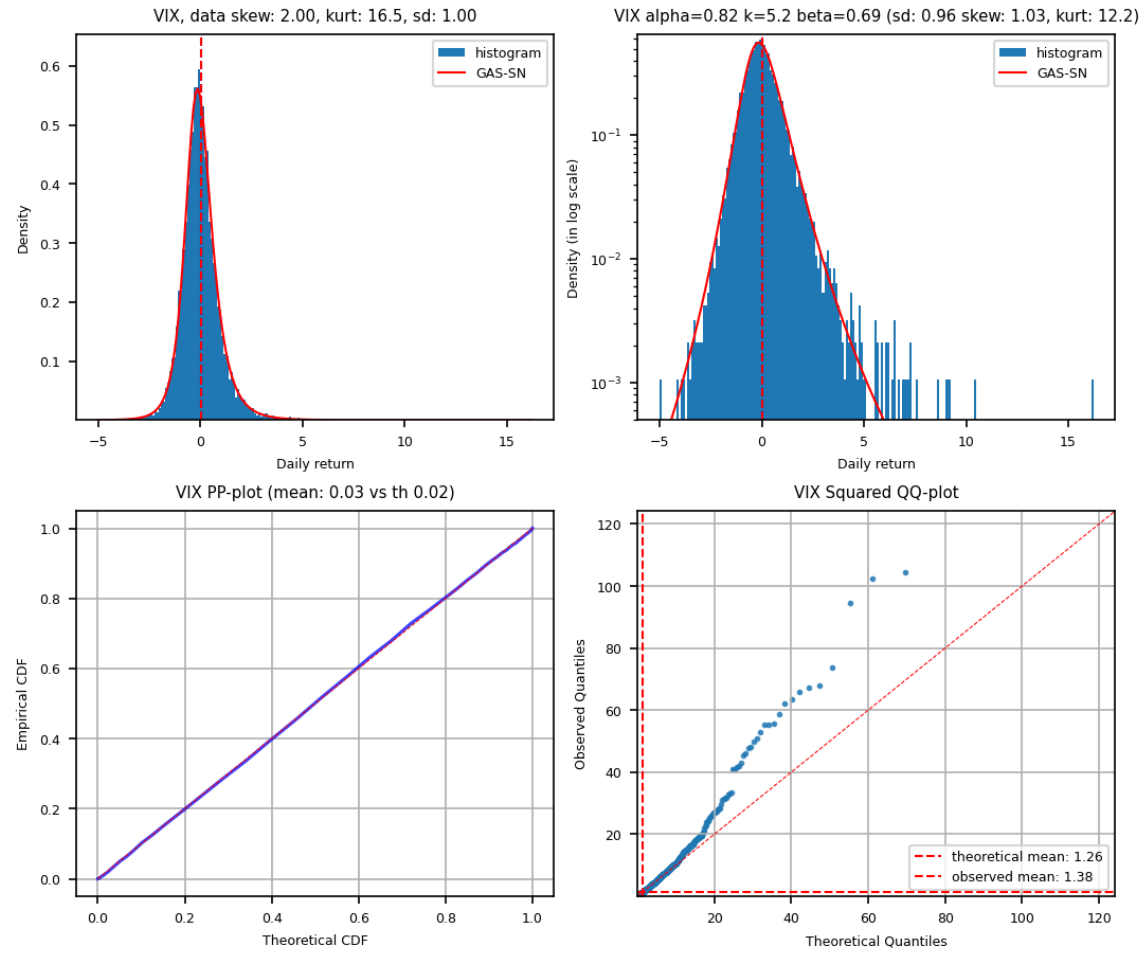 VIX, data skew: 2.00, kurt: 16.5, sd: 1.00
histogram
GAS-SN
0.6
0.5
0.4
0.3
0.2
0.1
Density
−5
0
5
10
15
Daily return
VIX alpha=0.82 k=5.2 beta=0.69 (sd: 0.96 skew: 1.03, kurt: 12.2)
histogram
GAS-SN
10−1
10−2
10−3
Density (in log scale)
−5
0
5
10
15
Daily return
VIX PP-plot (mean: 0.03 vs th 0.02)
1.0
0.8
0.6
0.4
0.2
0.0
Empirical CDF
0.0
0.2
0.4
0.6
0.8
1.0
Theoretical CDF
VIX Squared QQ-plot
120
100
80
60
40
20
Observed Quantiles
theoretical mean: 1.26
observed mean: 1.38
20
40
60
80
100
120
Theoretical Quantiles